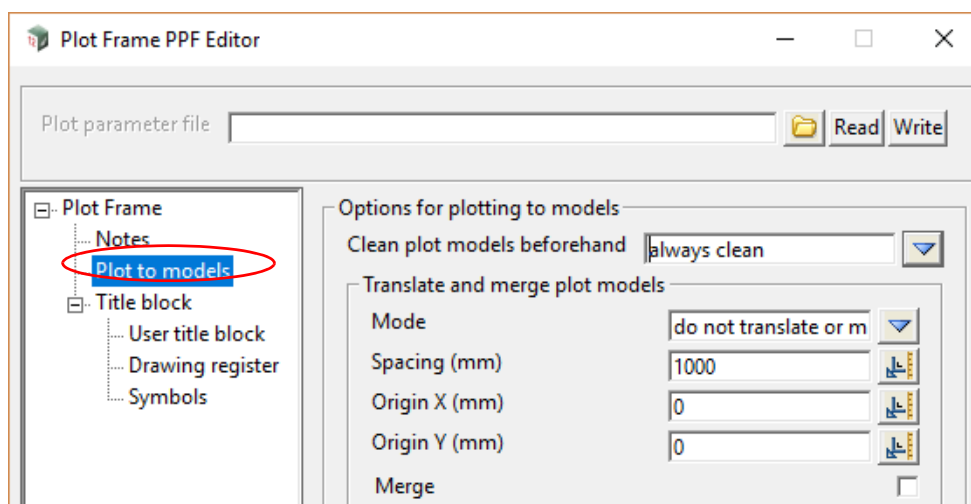 Plot Frame PPF Editor
Plot parameter file Read Write
Plot Frame
Notes
Plot to models
Title block
User title block
Drawing register
Symbols
Options for plotting to models
Clean plot models beforehand always clean
Translate and merge plot models
Mode do not translate or m
Spacing (mm) 1000
Origin X (mm) 0
Origin Y (mm) 0
Merge